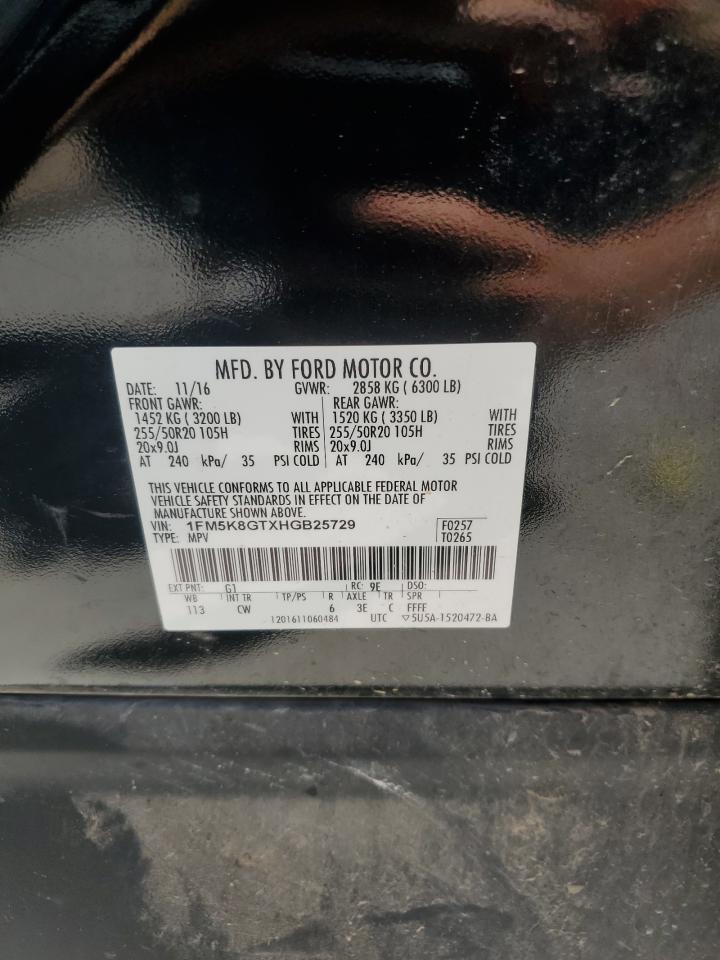 MFD. BY FORD MOTOR CO.
DATE: 11/16 GVWR: 2858 KG ( 6300 LB)
FRONT GAWR: REAR GAWR:
1452 KG ( 3200 LB) WITH 1520 KG ( 3350 LB) WITH
255/50R20 105H TIRES 255/50R20 105H TIRES
20x9.0J RIMS 20x9.0J RIMS
AT 240 kPa/ 35 PSI COLD AT 240 kPa/ 35 PSI COLD
THIS VEHICLE CONFORMS TO ALL APPLICABLE FEDERAL MOTOR
VEHICLE SAFETY STANDARDS IN EFFECT ON THE DATE OF
MANUFACTURE SHOWN ABOVE.
VIN: 1FM5K8GTXHGB25729 F0257
TYPE: MPV T0265
EXT PNT: G1 RC: 9E DSO:
WB INT TR TP/PS R AXLE TR SPR
113 CW 6 3E C FFFF
1201611060484 UTC ▽5U5A-1520472-BA